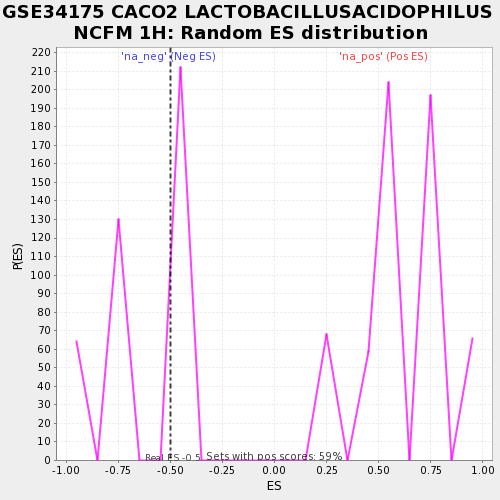 GSE34175 CACO2 LACTOBACILLUSACIDOPHILUS
NCFM 1H: Random ES distribution
'na_neg' (Neg ES)
'na_pos' (Pos ES)
220
210
200
190
180
170
160
150
140
130
120
110
100
90
80
70
60
50
40
30
20
10
0
P(ES)
Real ES -0.5
Sets with pos scores: 59%
-1.00 -0.75 -0.50 -0.25 0.00 0.25 0.50 0.75 1.00
ES